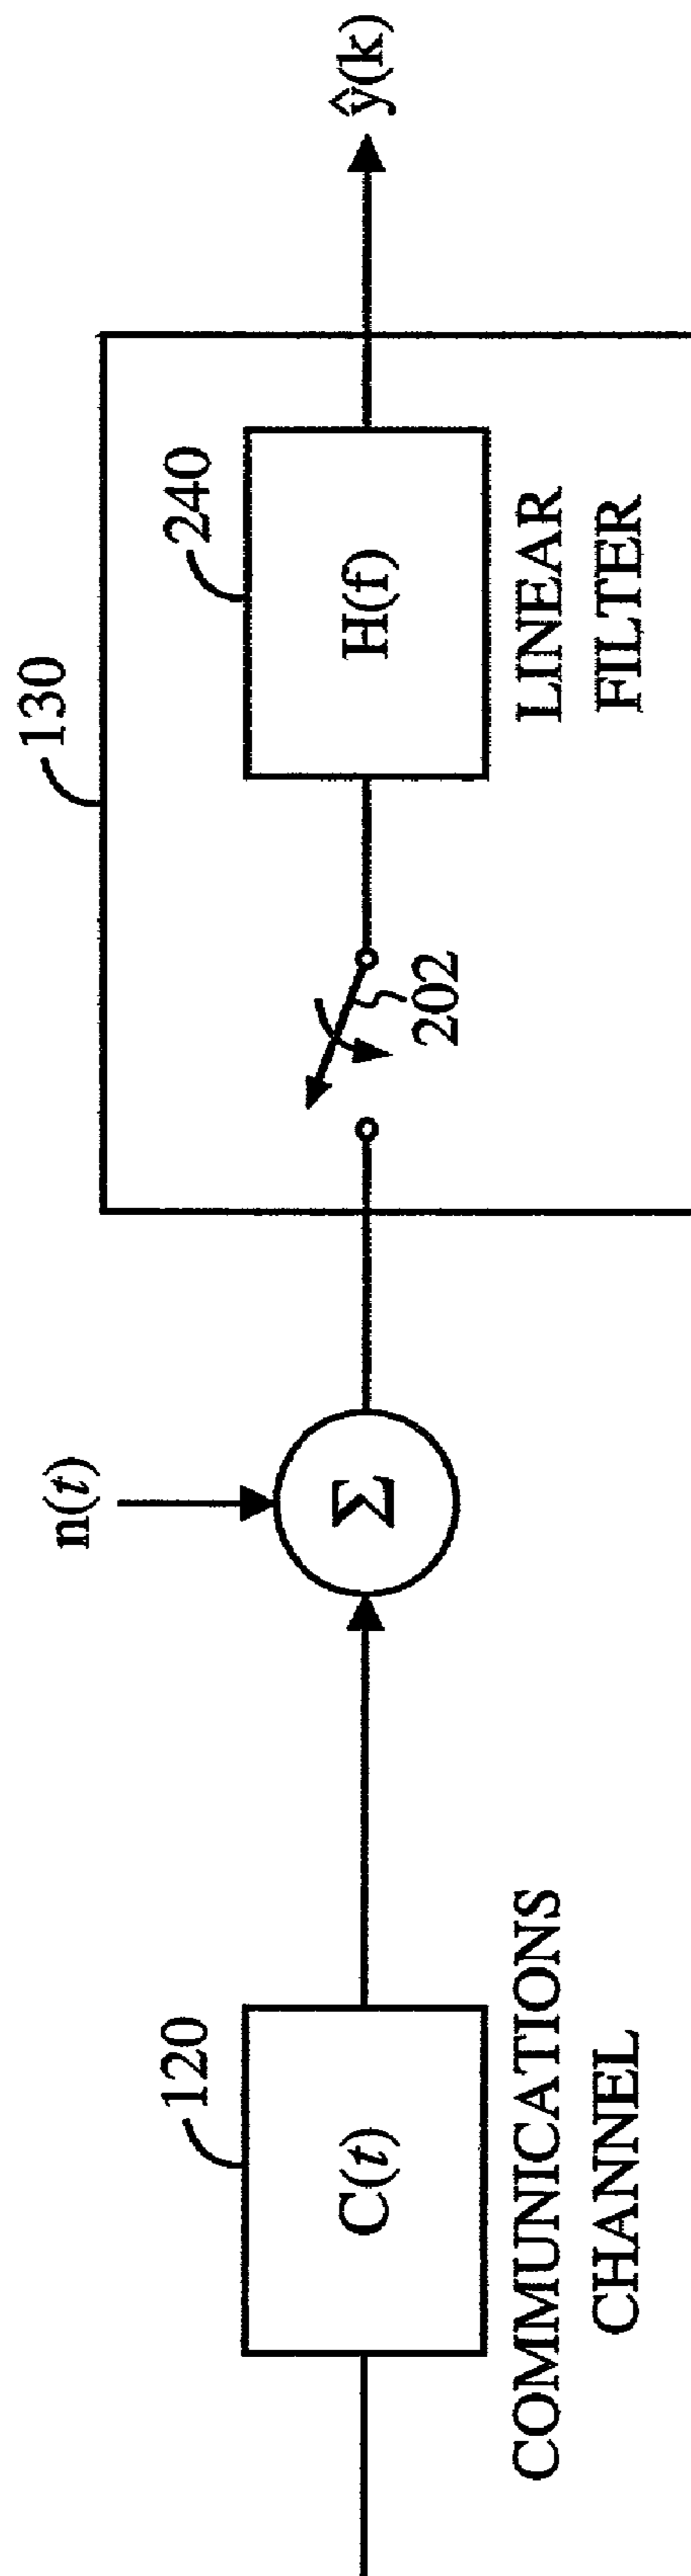 120
C(t)
COMMUNICATIONS
CHANNEL
n(t)
Σ
130
202
240
H(f)
LINEAR
FILTER
ŷ(k)